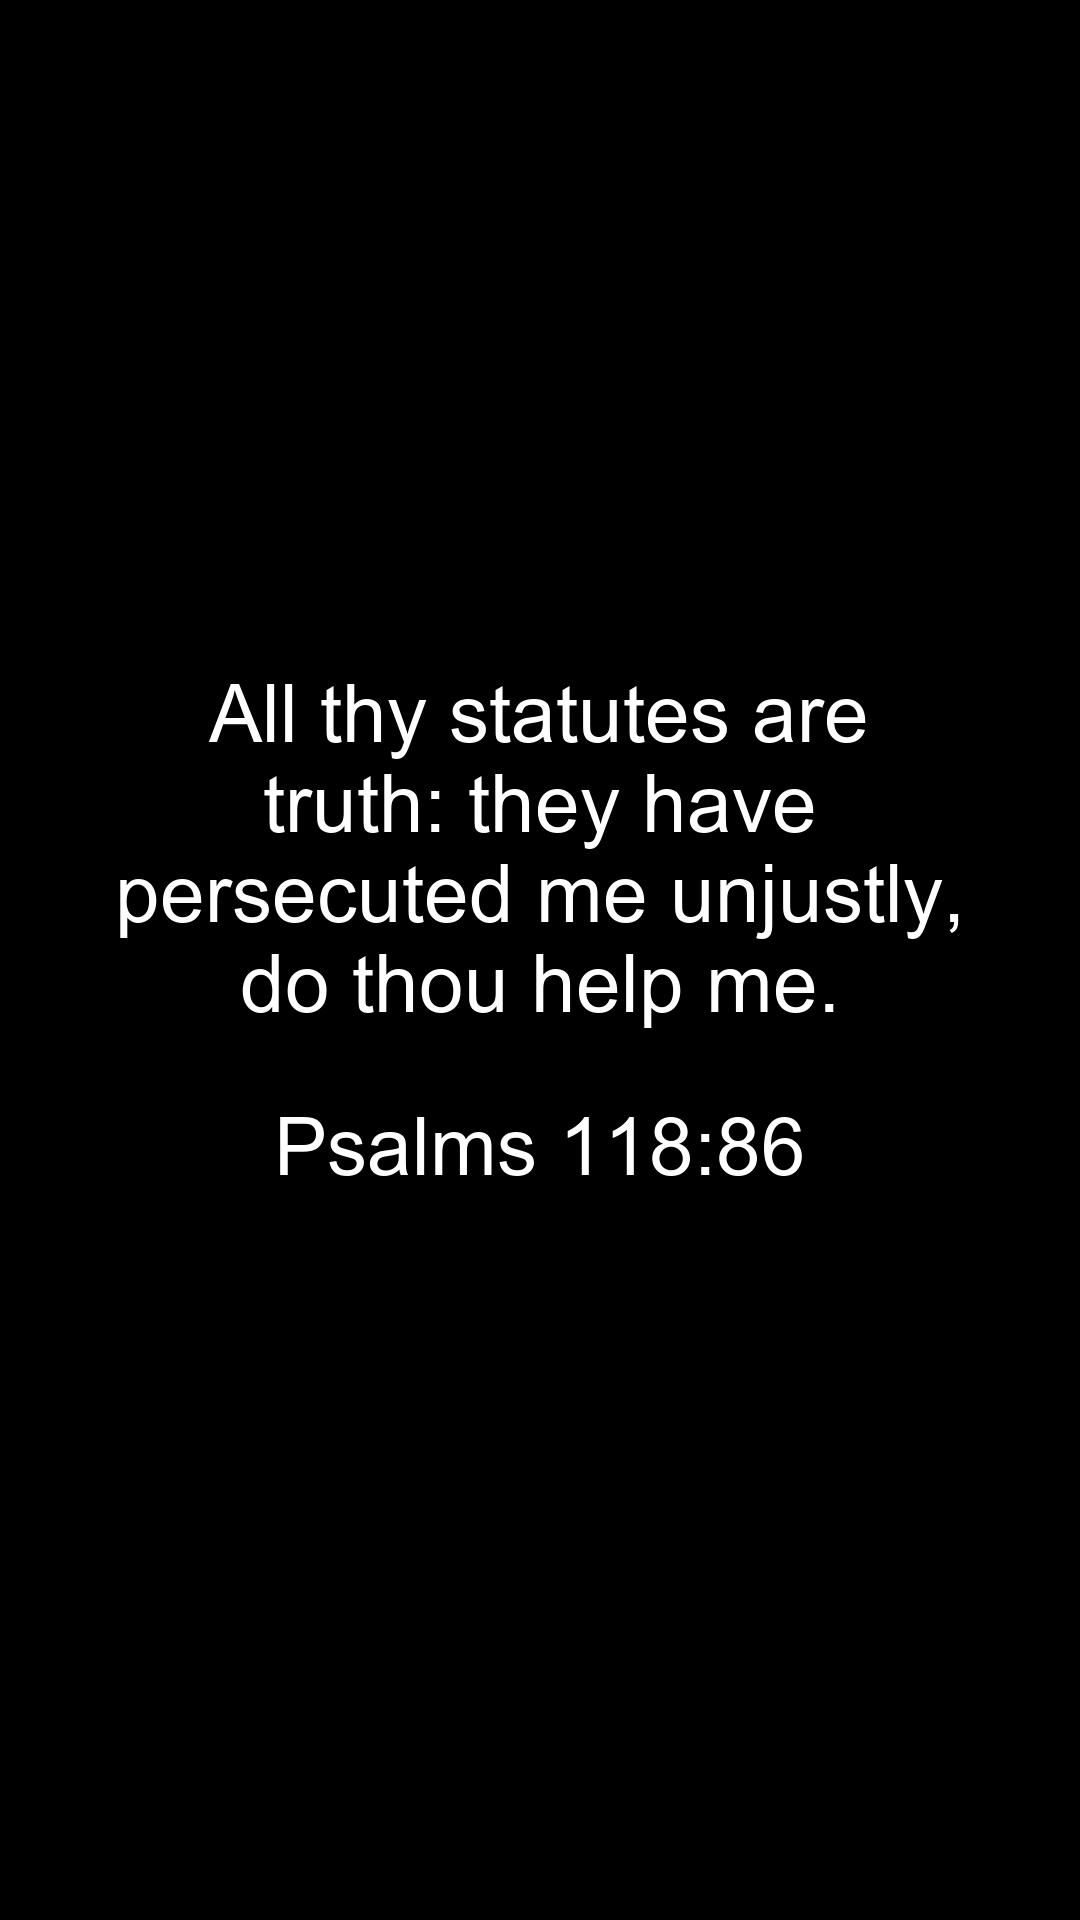 All thy statutes are
truth: they have
persecuted me unjustly,
do thou help me.
Psalms 118:86